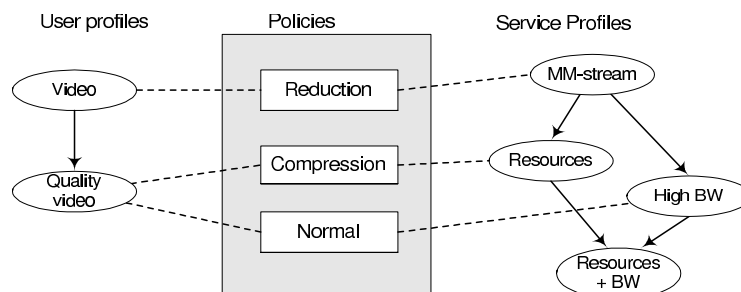 User profiles
Policies
Service Profiles
Video
Reduction
MM-stream
Quality
video
Compression
Resources
Normal
High BW
Resources
+ BW